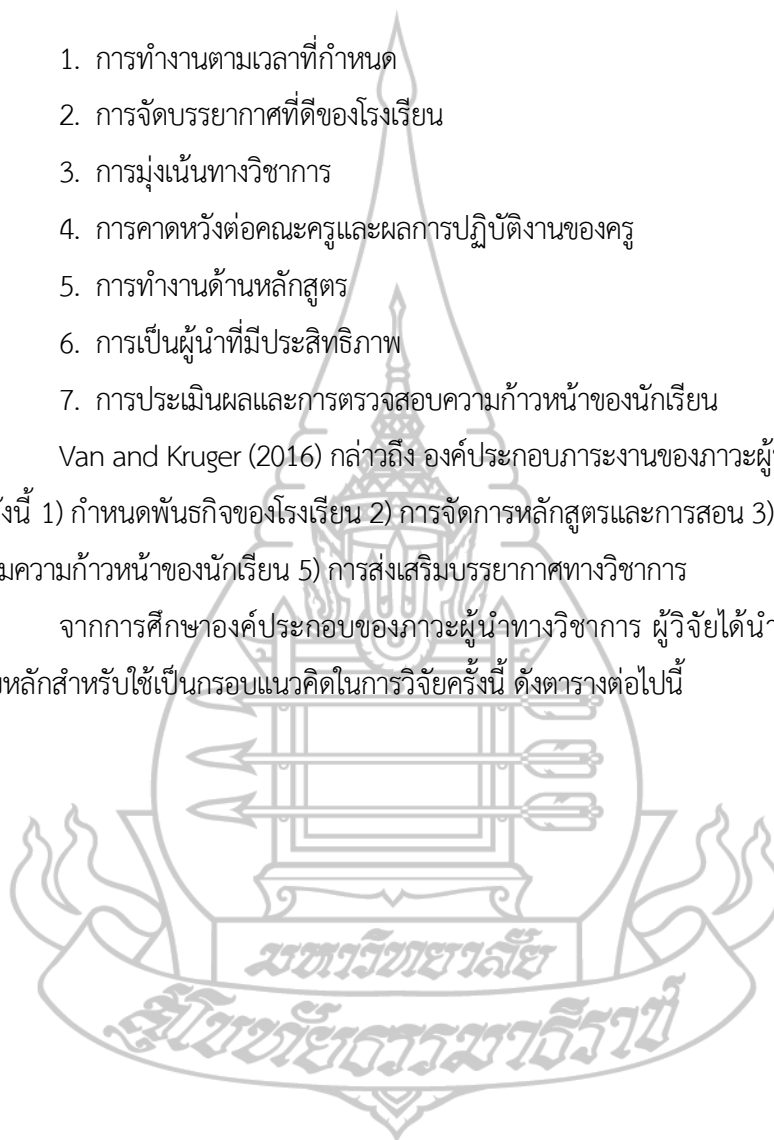 1. การทำงานตามเวลาที่กำหนด
2. การจัดบรรยากาศที่ดีของโรงเรียน
3. การมุ่งเน้นทางวิชาการ
4. การคาดหวังต่อคณะครูและผลการปฏิบัติงานของครู
5. การทำงานด้านหลักสูตร
6. การเป็นผู้นำที่มีประสิทธิภาพ
7. การประเมินผลและการตรวจสอบความก้าวหน้าของนักเรียน
Van and Kruger (2016) กล่าวถึง องค์ประกอบภาระงานของภาวะผู้
งนี้ 1) กำหนดพันธกิจของโรงเรียน 2) การจัดการหลักสูตรและการสอน 3)
มความก้าวหน้าของนักเรียน 5) การส่งเสริมบรรยากาศทางวิชาการ
จากการศึกษาองค์ประกอบของภาวะผู้นำทางวิชาการ ผู้วิจัยได้นำ
หลักสำหรับใช้เป็นกรอบแนวคิดในการวิจัยครั้งนี้ ดังตารางต่อไปนี้
มหาวิทยาลัย
สุโขทัยธรรมาธิราช